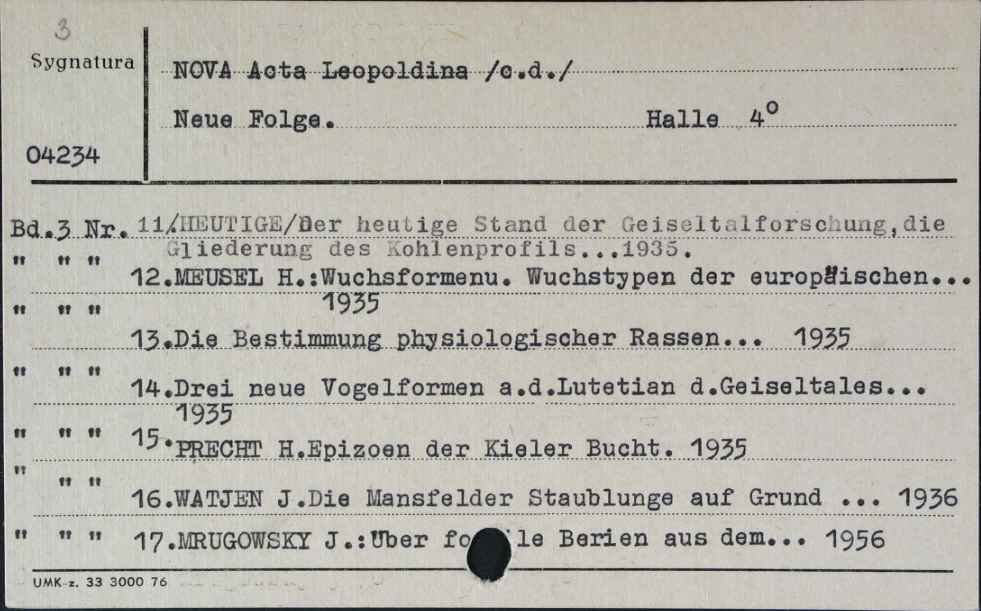 3
Sygnatura
NOVA Acta Leopoldina /c.d./
Neue Folge. Halle 4°
04234
Bd.3 Nr. 11/HEUTIGE/Der heutige Stand der Geiseltalforschung,die
Gliederung des Kohlenprofils...1935.
" " " 12.MEUSEL H.:Wuchsformenu. Wuchstypen der europäischen...
1935
" " " 13.Die Bestimmung physiologischer Rassen... 1935
" " " 14.Drei neue Vogelformen a.d.Lutetian d.Geiseltales...
1935
" " " 15.PRECHT H.Epizoen der Kieler Bucht. 1935
" " " 16.WATJEN J.Die Mansfelder Staublunge auf Grund ... 1936
" " " 17.MRUGOWSKY J.:Über fo le Berien aus dem... 1956
UMK z. 33 3000 76